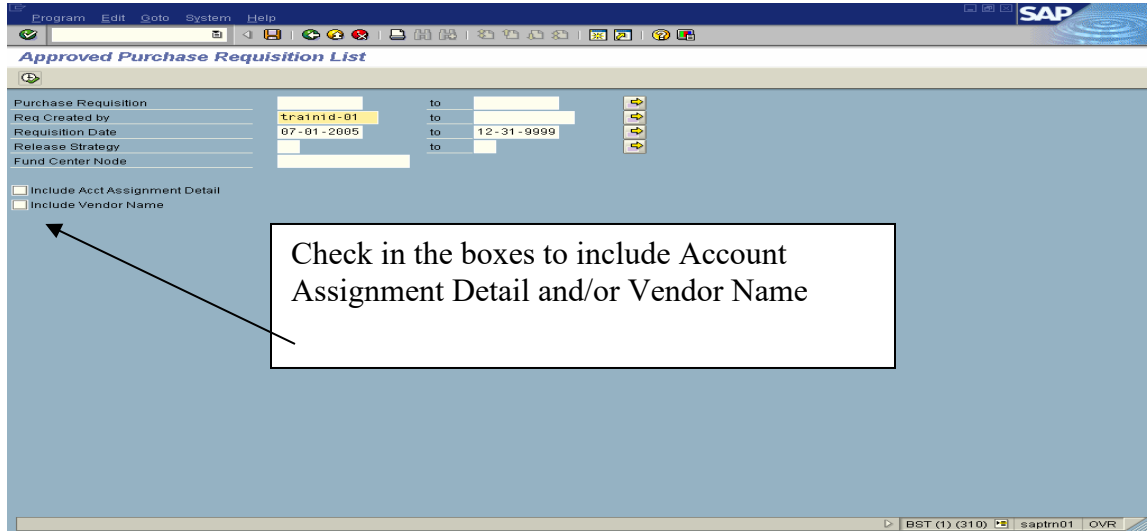 Program Edit Goto System Help
SAP
Approved Purchase Requisition List
Purchase Requisition to
Req Created by trainid-01 to
Requisition Date 07-01-2005 to 12-31-9999
Release Strategy to
Fund Center Node
Include Acct Assignment Detail
Include Vendor Name
Check in the boxes to include Account
Assignment Detail and/or Vendor Name
BST (1) (310) saptrn01 OVR